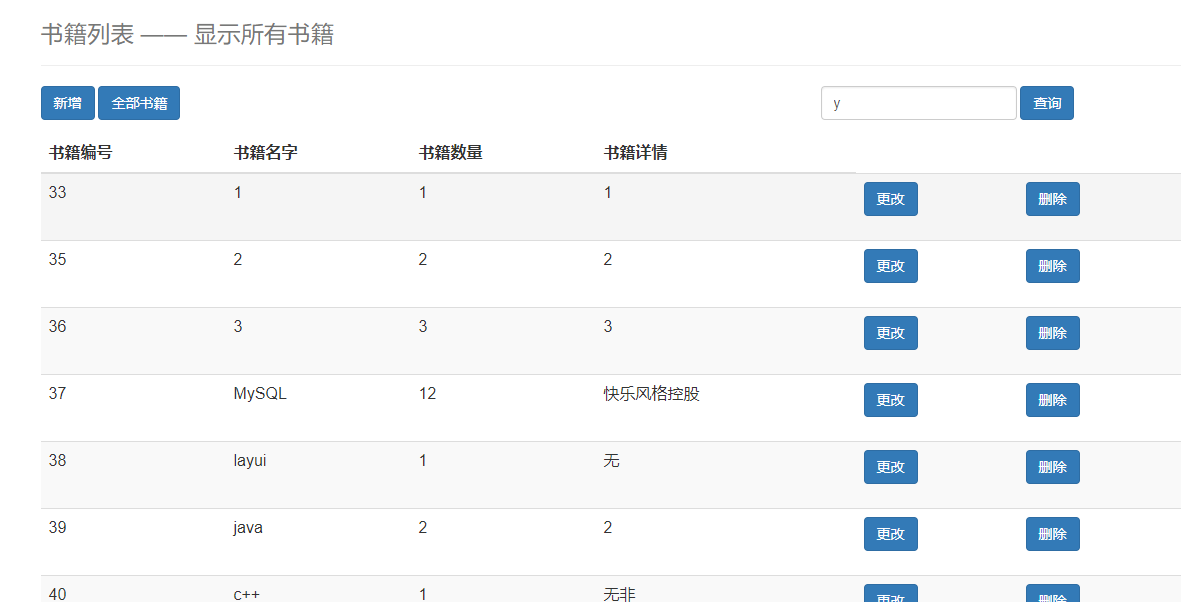 书籍列表 —— 显示所有书籍
新增 全部书籍 y 查询
书籍编号 书籍名字 书籍数量 书籍详情
33 1 1 1 更改 删除
35 2 2 2 更改 删除
36 3 3 3 更改 删除
37 MySQL 12 快乐风格控股 更改 删除
38 layui 1 无 更改 删除
39 java 2 2 更改 删除
40 c++ 1 无非 更改 删除